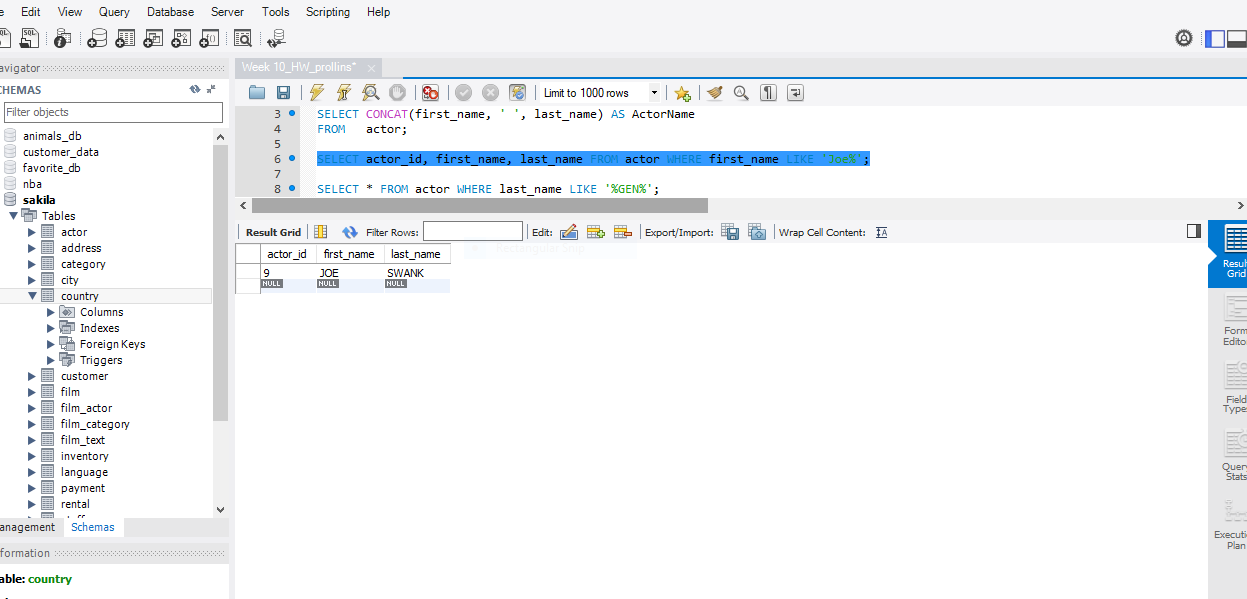 e Edit View Query Database Server Tools Scripting Help
avigator
Week 10_HW_prollins*
CHEMAS
Limit to 1000 rows
Filter objects
3 SELECT CONCAT(first_name, ' ', last_name) AS ActorName
4 FROM actor;
5
6 SELECT actor_id, first_name, last_name FROM actor WHERE first_name LIKE 'Joe%';
7
8 SELECT * FROM actor WHERE last_name LIKE '%GEN%';
animals_db
customer_data
favorite_db
nba
sakila
Tables
actor
address
category
city
country
Columns
Indexes
Foreign Keys
Triggers
customer
film
film_actor
film_category
film_text
inventory
language
payment
rental
anagement Schemas
formation
able: country
Result Grid Filter Rows: Edit: Export/Import: Wrap Cell Content:
actor_id first_name last_name
9 JOE SWANK
NULL NULL NULL
Resul
Grid
Form
Edito
Field
Types
Query
Stats
Executi
Plan